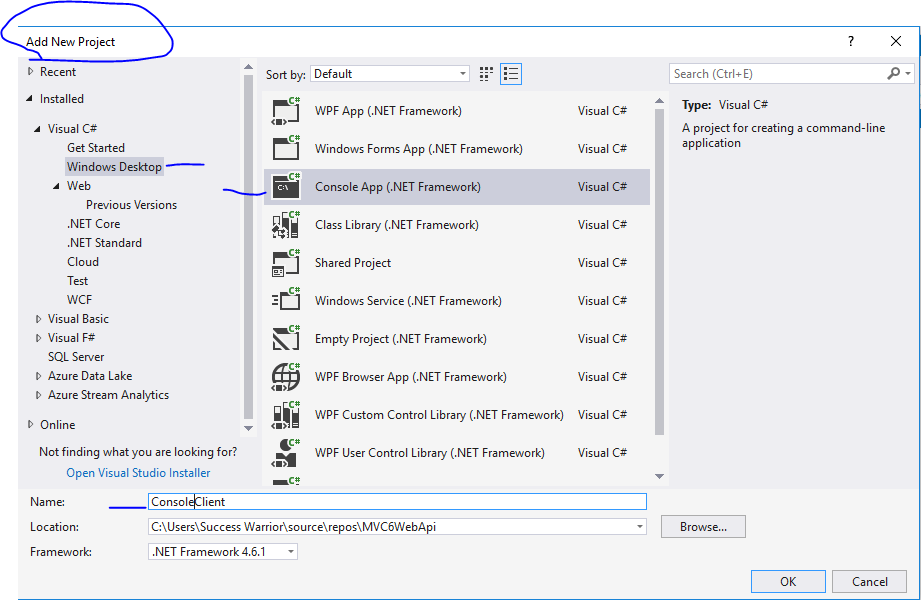 Add New Project
?
Recent
Installed
Visual C#
Get Started
Windows Desktop
Web
Previous Versions
.NET Core
.NET Standard
Cloud
Test
WCF
Visual Basic
Visual F#
SQL Server
Azure Data Lake
Azure Stream Analytics
Online
Not finding what you are looking for?
Open Visual Studio Installer
Sort by: Default
C# WPF App (.NET Framework) Visual C#
C# Windows Forms App (.NET Framework) Visual C#
C# C:\ Console App (.NET Framework) Visual C#
C# Class Library (.NET Framework) Visual C#
C# Shared Project Visual C#
C# Windows Service (.NET Framework) Visual C#
C# Empty Project (.NET Framework) Visual C#
C# WPF Browser App (.NET Framework) Visual C#
C# WPF Custom Control Library (.NET Framework) Visual C#
C# WPF User Control Library (.NET Framework) Visual C#
C#
Search (Ctrl+E)
Type: Visual C#
A project for creating a command-line
application
Name: ConsoleClient
Location: C:\Users\Success Warrior\source\repos\MVC6WebApi Browse...
Framework: .NET Framework 4.6.1
OK Cancel